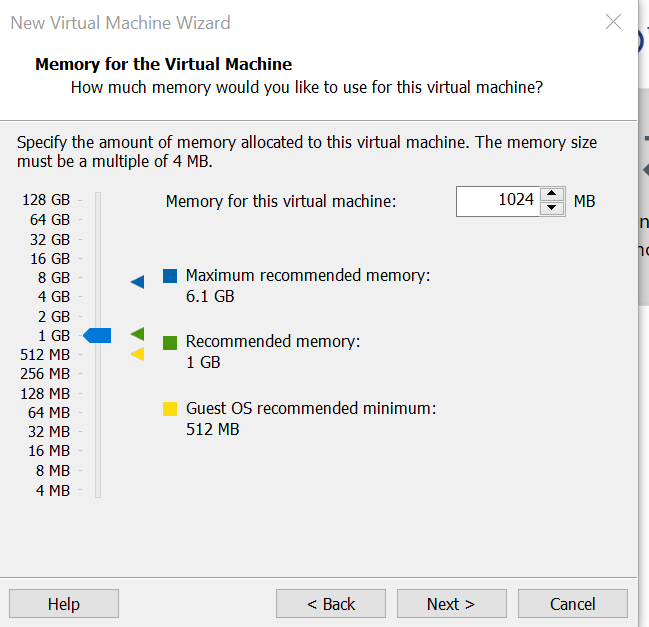 New Virtual Machine Wizard
Memory for the Virtual Machine
How much memory would you like to use for this virtual machine?
Specify the amount of memory allocated to this virtual machine. The memory size
must be a multiple of 4 MB.
128 GB
Memory for this virtual machine: 1024 MB
64 GB
32 GB
16 GB
8 GB
Maximum recommended memory:
6.1 GB
4 GB
2 GB
1 GB
Recommended memory:
1 GB
512 MB
256 MB
128 MB
Guest OS recommended minimum:
512 MB
64 MB
32 MB
16 MB
8 MB
4 MB
Help
< Back
Next >
Cancel